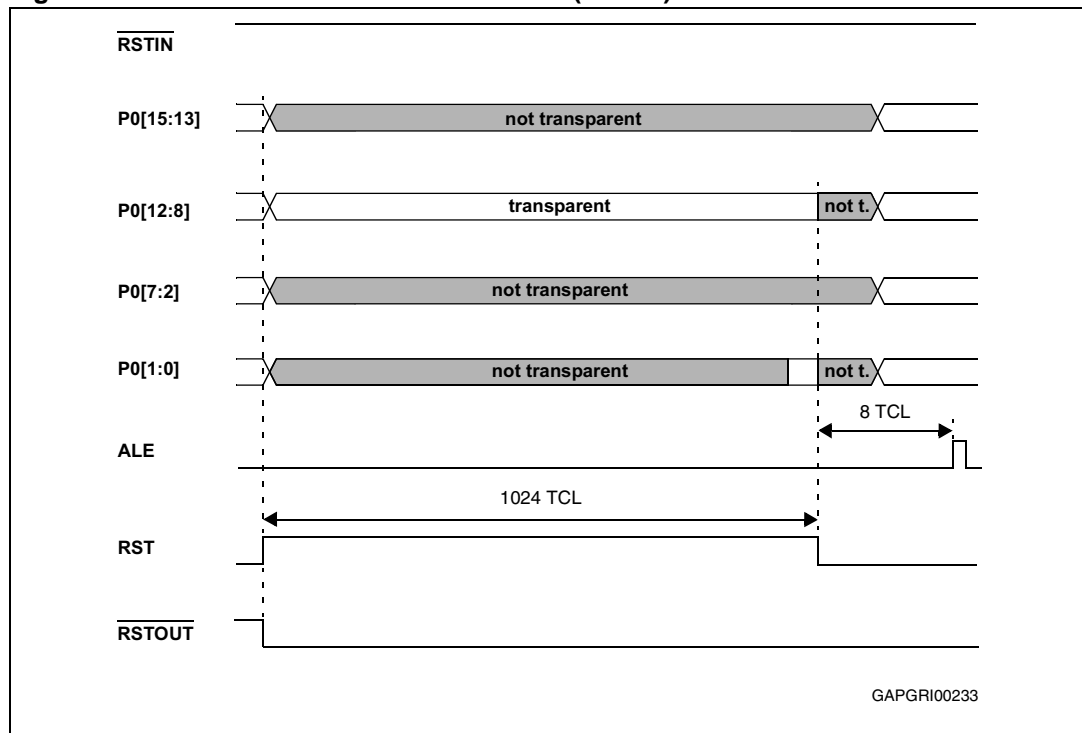 RSTIN
P0[15:13]
not transparent
P0[12:8]
transparent
not t.
P0[7:2]
not transparent
P0[1:0]
not transparent
not t.
8 TCL
ALE
1024 TCL
RST
RSTOUT
GAPGRI00233